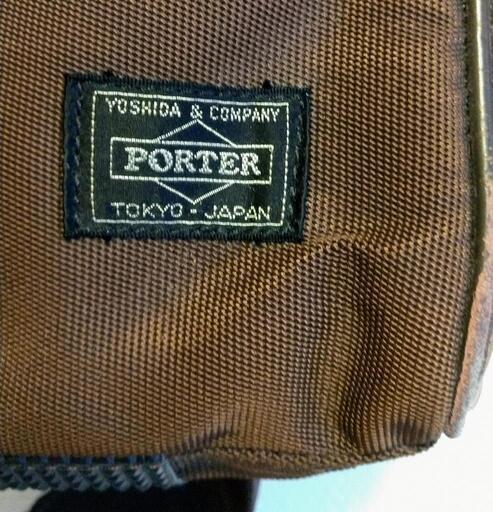 YOSHIDA & COMPANY
PORTER
TOKYO · JAPAN